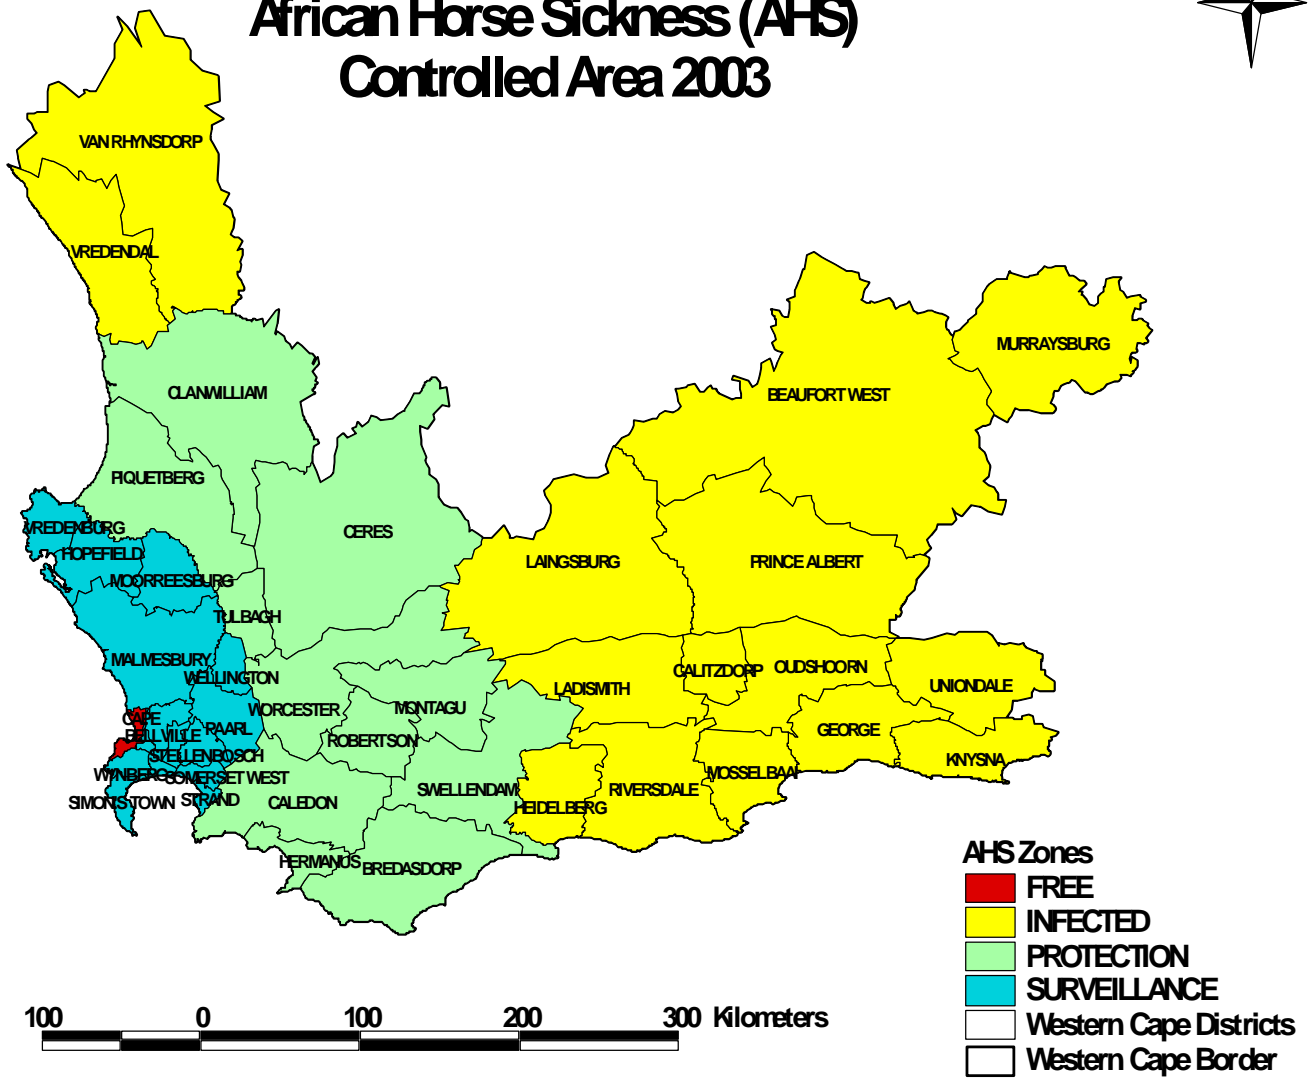 African Horse Sickness (AHS)
Controlled Area 2003
VAN RHYNSDORP
VREDENDAL
MURRAYSBURG
CLANWILLIAM
BEAUFORT WEST
PIQUETBERG
VREDENBURG
CERES
HOPEFIELD
LAINGSBURG
PRINCE ALBERT
MOORREESBURG
TULBAGH
MALMESBURY
CALITZDORP
OUDSHOORN
WELLINGTON
LADISMITH
UNIONDALE
WORCESTER
MONTAGU
CAPE
PAARL
GEORGE
BELLVILLE
ROBERTSON
STELLENBOSCH
KNYSNA
WYNBERG
SOMERSET WEST
MOSSELBAAI
SWELLENDAM
RIVERSDALE
SIMONS TOWN
STRAND
CALEDON
HEIDELBERG
HERMANUS
BREDASDORP
AHS Zones
FREE
INFECTED
PROTECTION
SURVEILLANCE
Western Cape Districts
Western Cape Border
100 0 100 200 300 Kilometers